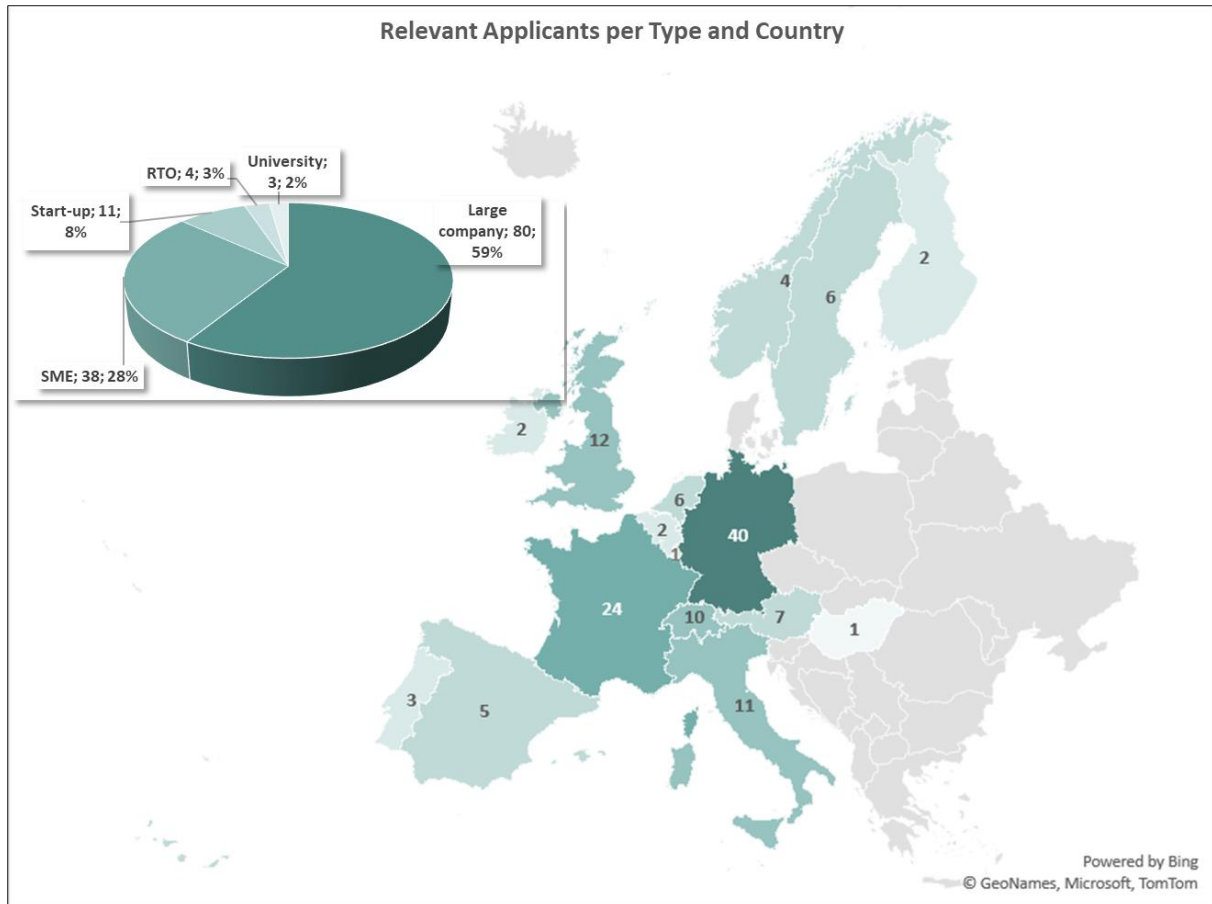 Relevant Applicants per Type and Country
University;
3; 2%
RTO; 4; 3%
Start-up; 11;
8%
Large
company; 80;
59%
SME; 38; 28%
4
6
2
2
12
6
2
1
40
24
10
7
1
3
5
11
Powered by Bing
© GeoNames, Microsoft, TomTom